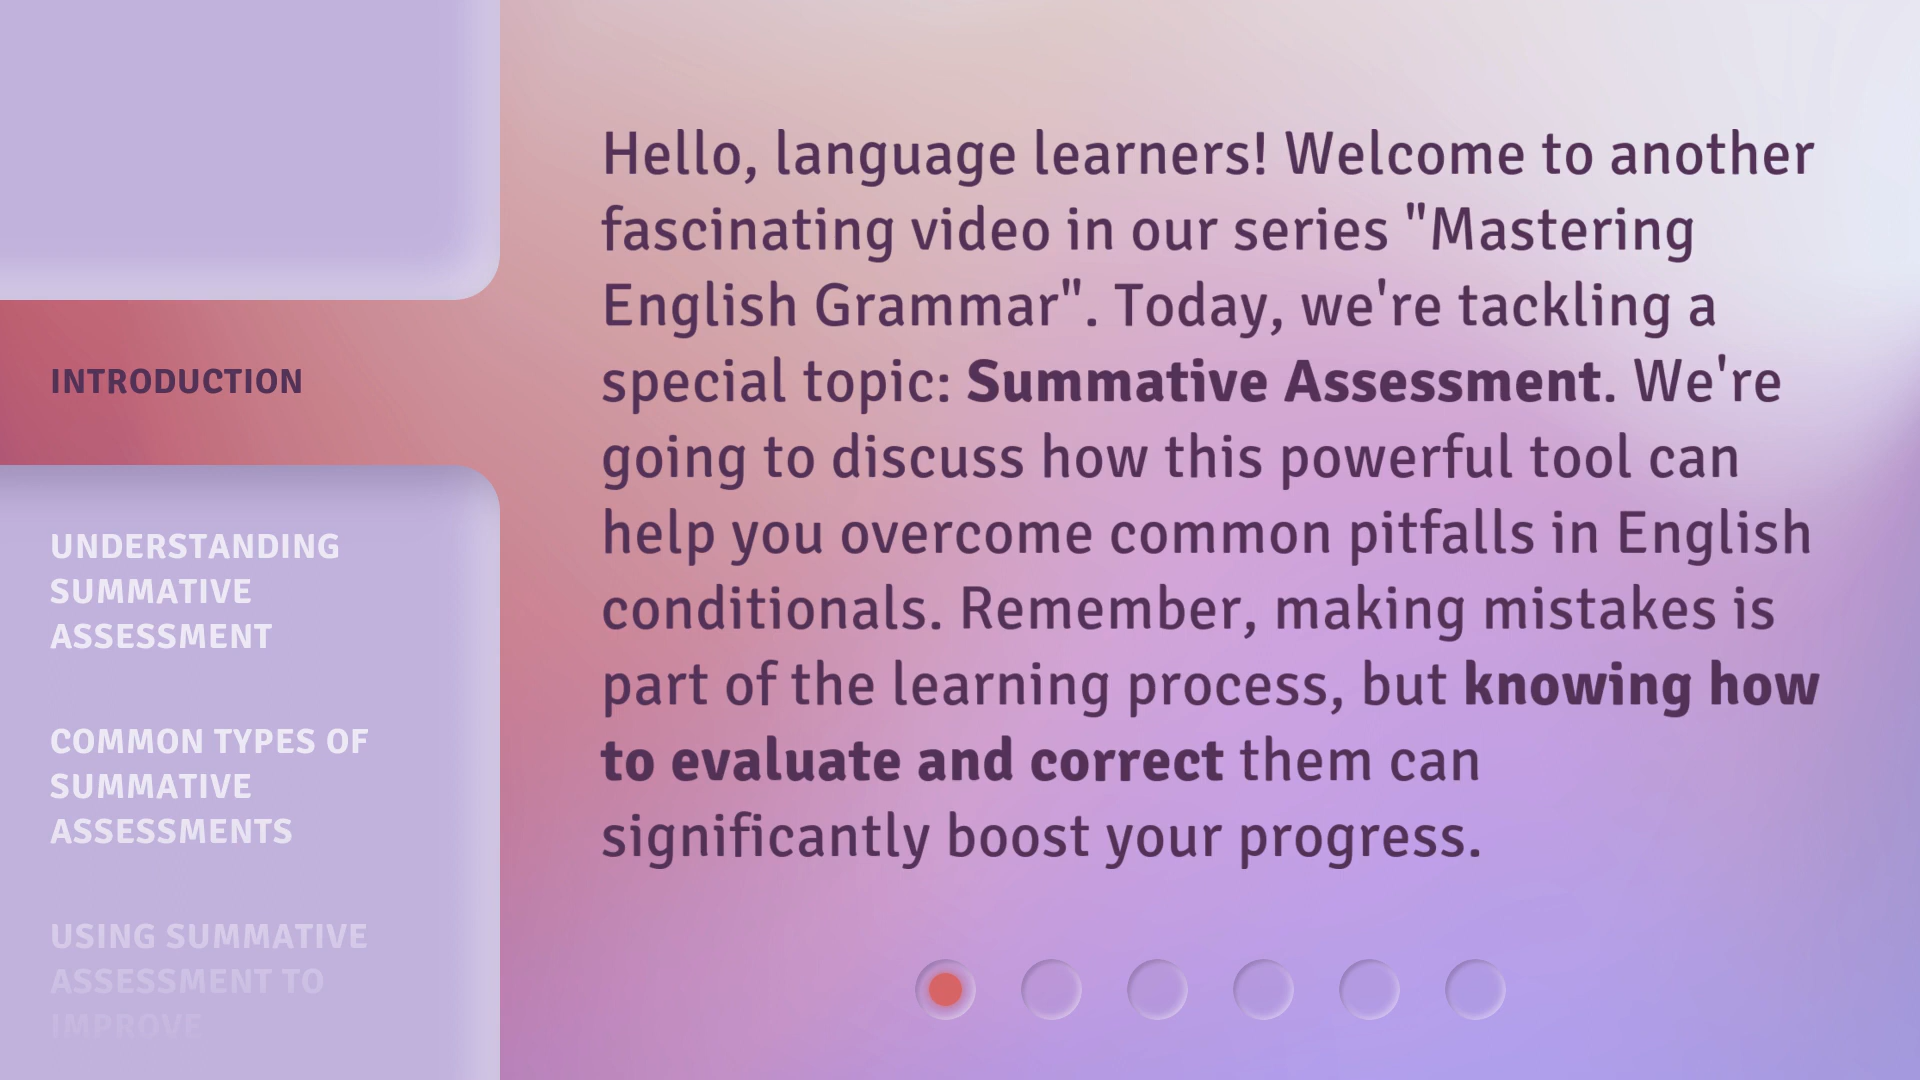 INTRODUCTION
UNDERSTANDING
SUMMATIVE
ASSESSMENT
COMMON TYPES OF
SUMMATIVE
ASSESSMENTS
USING SUMMATIVE
ASSESSMENT TO
IMPROVE
Hello, language learners! Welcome to another
fascinating video in our series "Mastering
English Grammar". Today, we're tackling a
special topic: Summative Assessment. We're
going to discuss how this powerful tool can
help you overcome common pitfalls in English
conditionals. Remember, making mistakes is
part of the learning process, but knowing how
to evaluate and correct them can
significantly boost your progress.